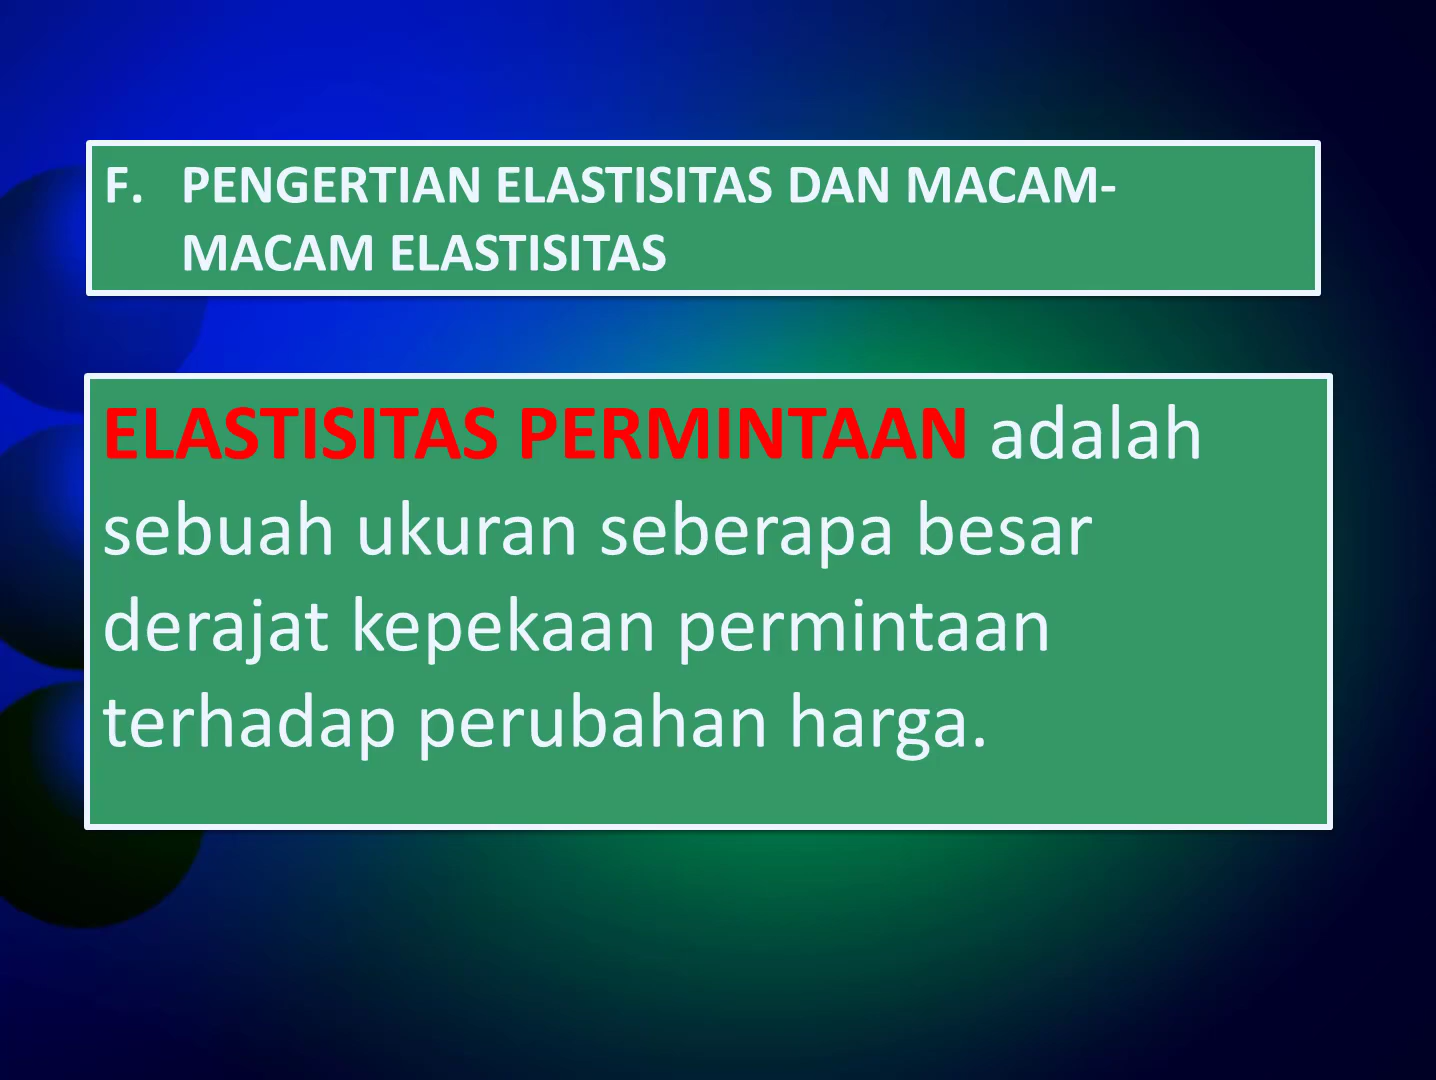 F. PENGERTIAN ELASTISITAS DAN MACAM-
MACAM ELASTISITAS
ELASTISITAS PERMINTAAN adalah
sebuah ukuran seberapa besar
derajat kepekaan permintaan
terhadap perubahan harga.